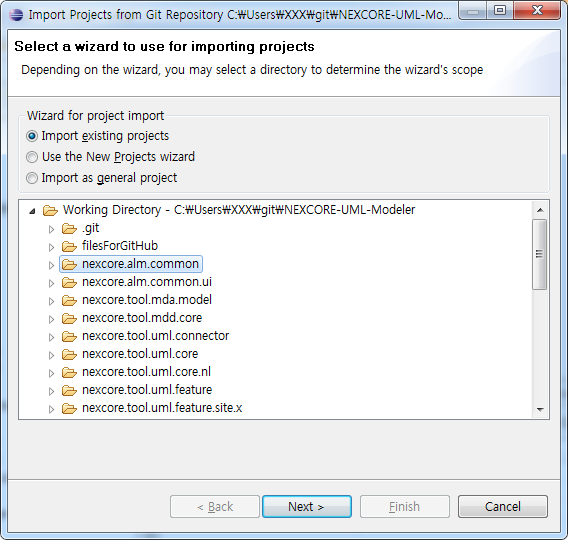 Import Projects from Git Repository C:₩Users₩XXX₩git₩NEXCORE-UML-Mo...
Select a wizard to use for importing projects
Depending on the wizard, you may select a directory to determine the wizard's scope
Wizard for project import
Import existing projects
Use the New Projects wizard
Import as general project
Working Directory - C:₩Users₩XXX₩git₩NEXCORE-UML-Modeler
.git
filesForGitHub
nexcore.alm.common
nexcore.alm.common.ui
nexcore.tool.mda.model
nexcore.tool.mdd.core
nexcore.tool.uml.connector
nexcore.tool.uml.core
nexcore.tool.uml.core.nl
nexcore.tool.uml.feature
nexcore.tool.uml.feature.site.x
< Back
Next >
Finish
Cancel